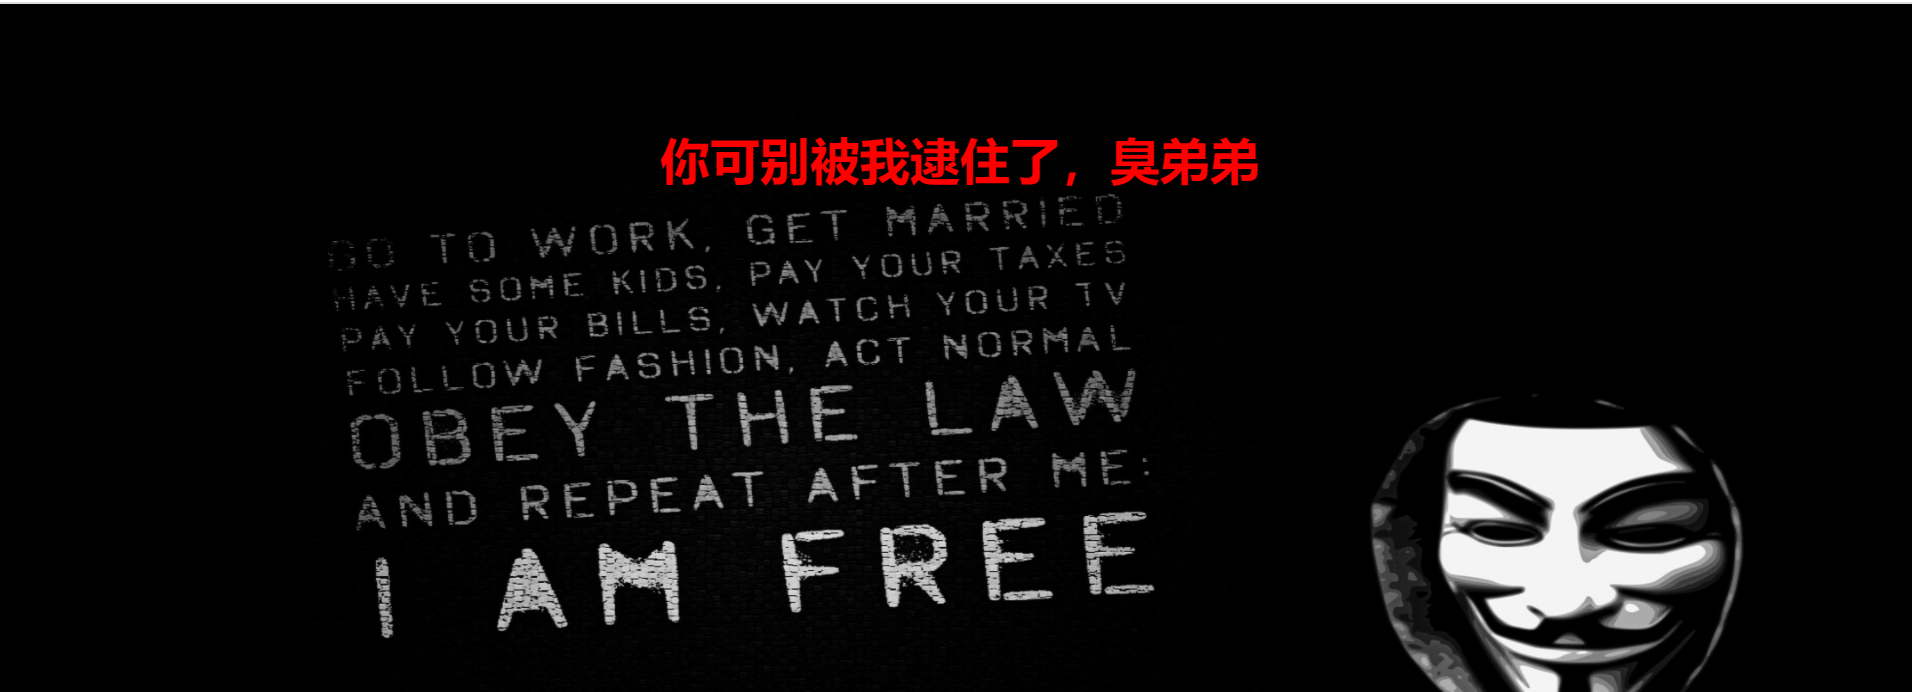 你可别被我逮住了，臭弟弟
GO TO WORK, GET MARRIED
HAVE SOME KIDS, PAY YOUR TAXES
PAY YOUR BILLS, WATCH YOUR TV
FOLLOW FASHION, ACT NORMAL
OBEY THE LAW
AND REPEAT AFTER ME:
I AM FREE